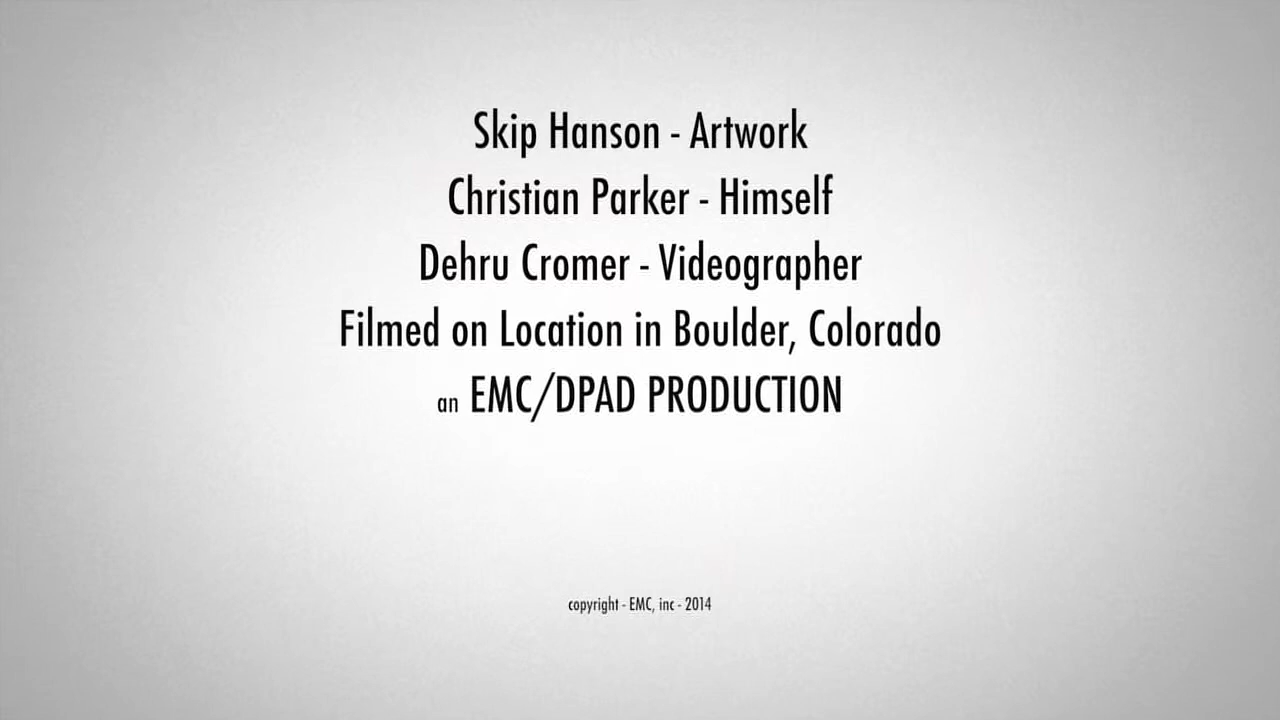 Skip Hanson - Artwork
Christian Parker - Himself
Dehru Cromer - Videographer
Filmed on Location in Boulder, Colorado
an EMC/DPAD PRODUCTION
copyright - EMC, inc - 2014